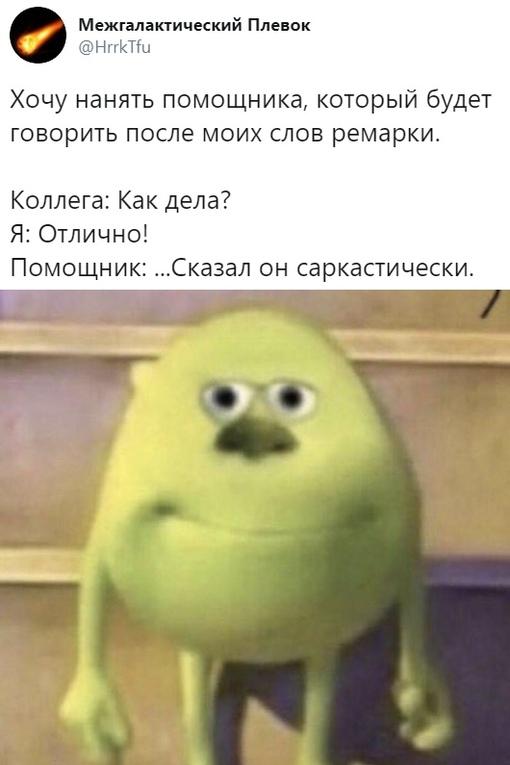 Межгалактический Плевок
@HrrkTfu
Хочу нанять помощника, который будет
говорить после моих слов ремарки.
Коллега: Как дела?
Я: Отлично!
Помощник: ...Сказал он саркастически.